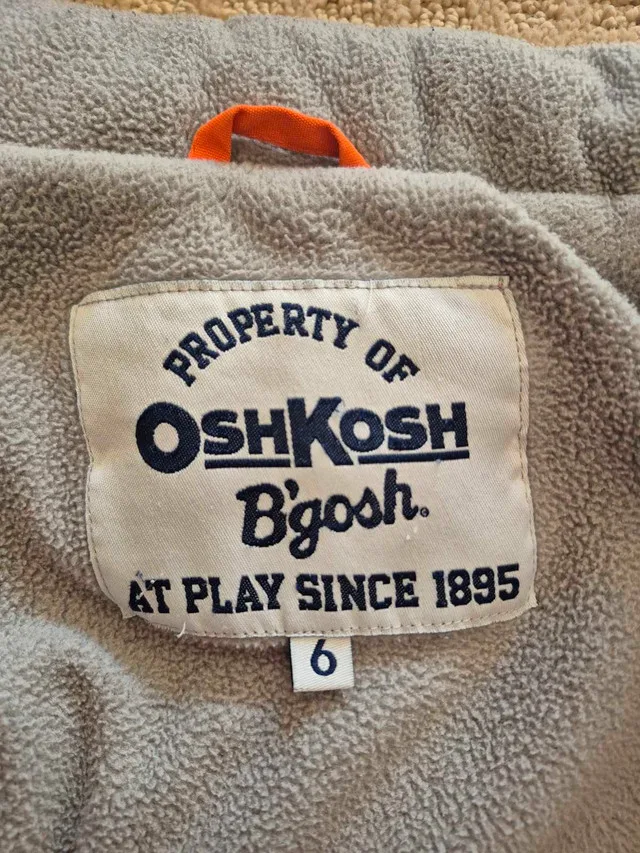 PROPERTY OF
OSHKOSH
B'gosh.
AT PLAY SINCE 1895
6